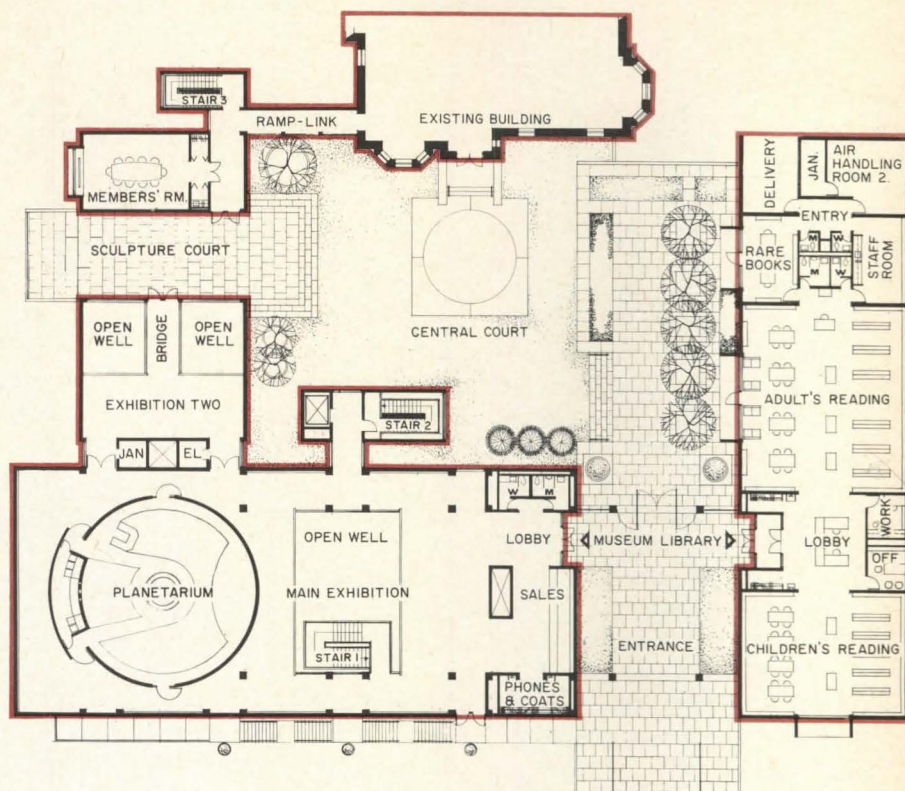 STAIR 3
RAMP-LINK
EXISTING BUILDING
MEMBERS' RM.
SCULPTURE COURT
DELIVERY
JAN.
AIR
HANDLING
ROOM 2.
ENTRY
M
W
RARE
BOOKS
M
W
STAFF
ROOM
OPEN
WELL
BRIDGE
OPEN
WELL
CENTRAL COURT
EXHIBITION TWO
ADULT'S READING
STAIR 2
JAN
EL.
W
M
OPEN WELL
LOBBY
MUSEUM LIBRARY
LOBBY
WORK
OFF
PLANETARIUM
MAIN EXHIBITION
SALES
STAIR 1
ENTRANCE
CHILDREN'S READING
PHONES
& COATS